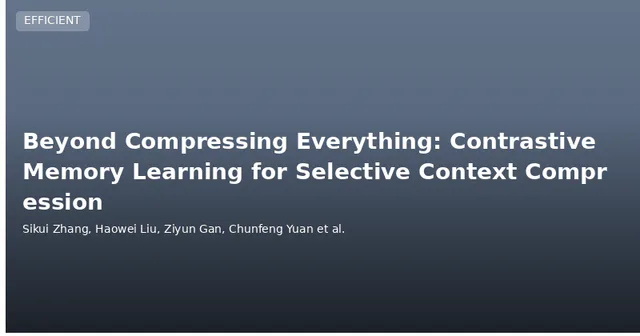 EFFICIENT
Beyond Compressing Everything: Contrastive
Memory Learning for Selective Context Compr
ession
Sikui Zhang, Haowei Liu, Ziyun Gan, Chunfeng Yuan et al.